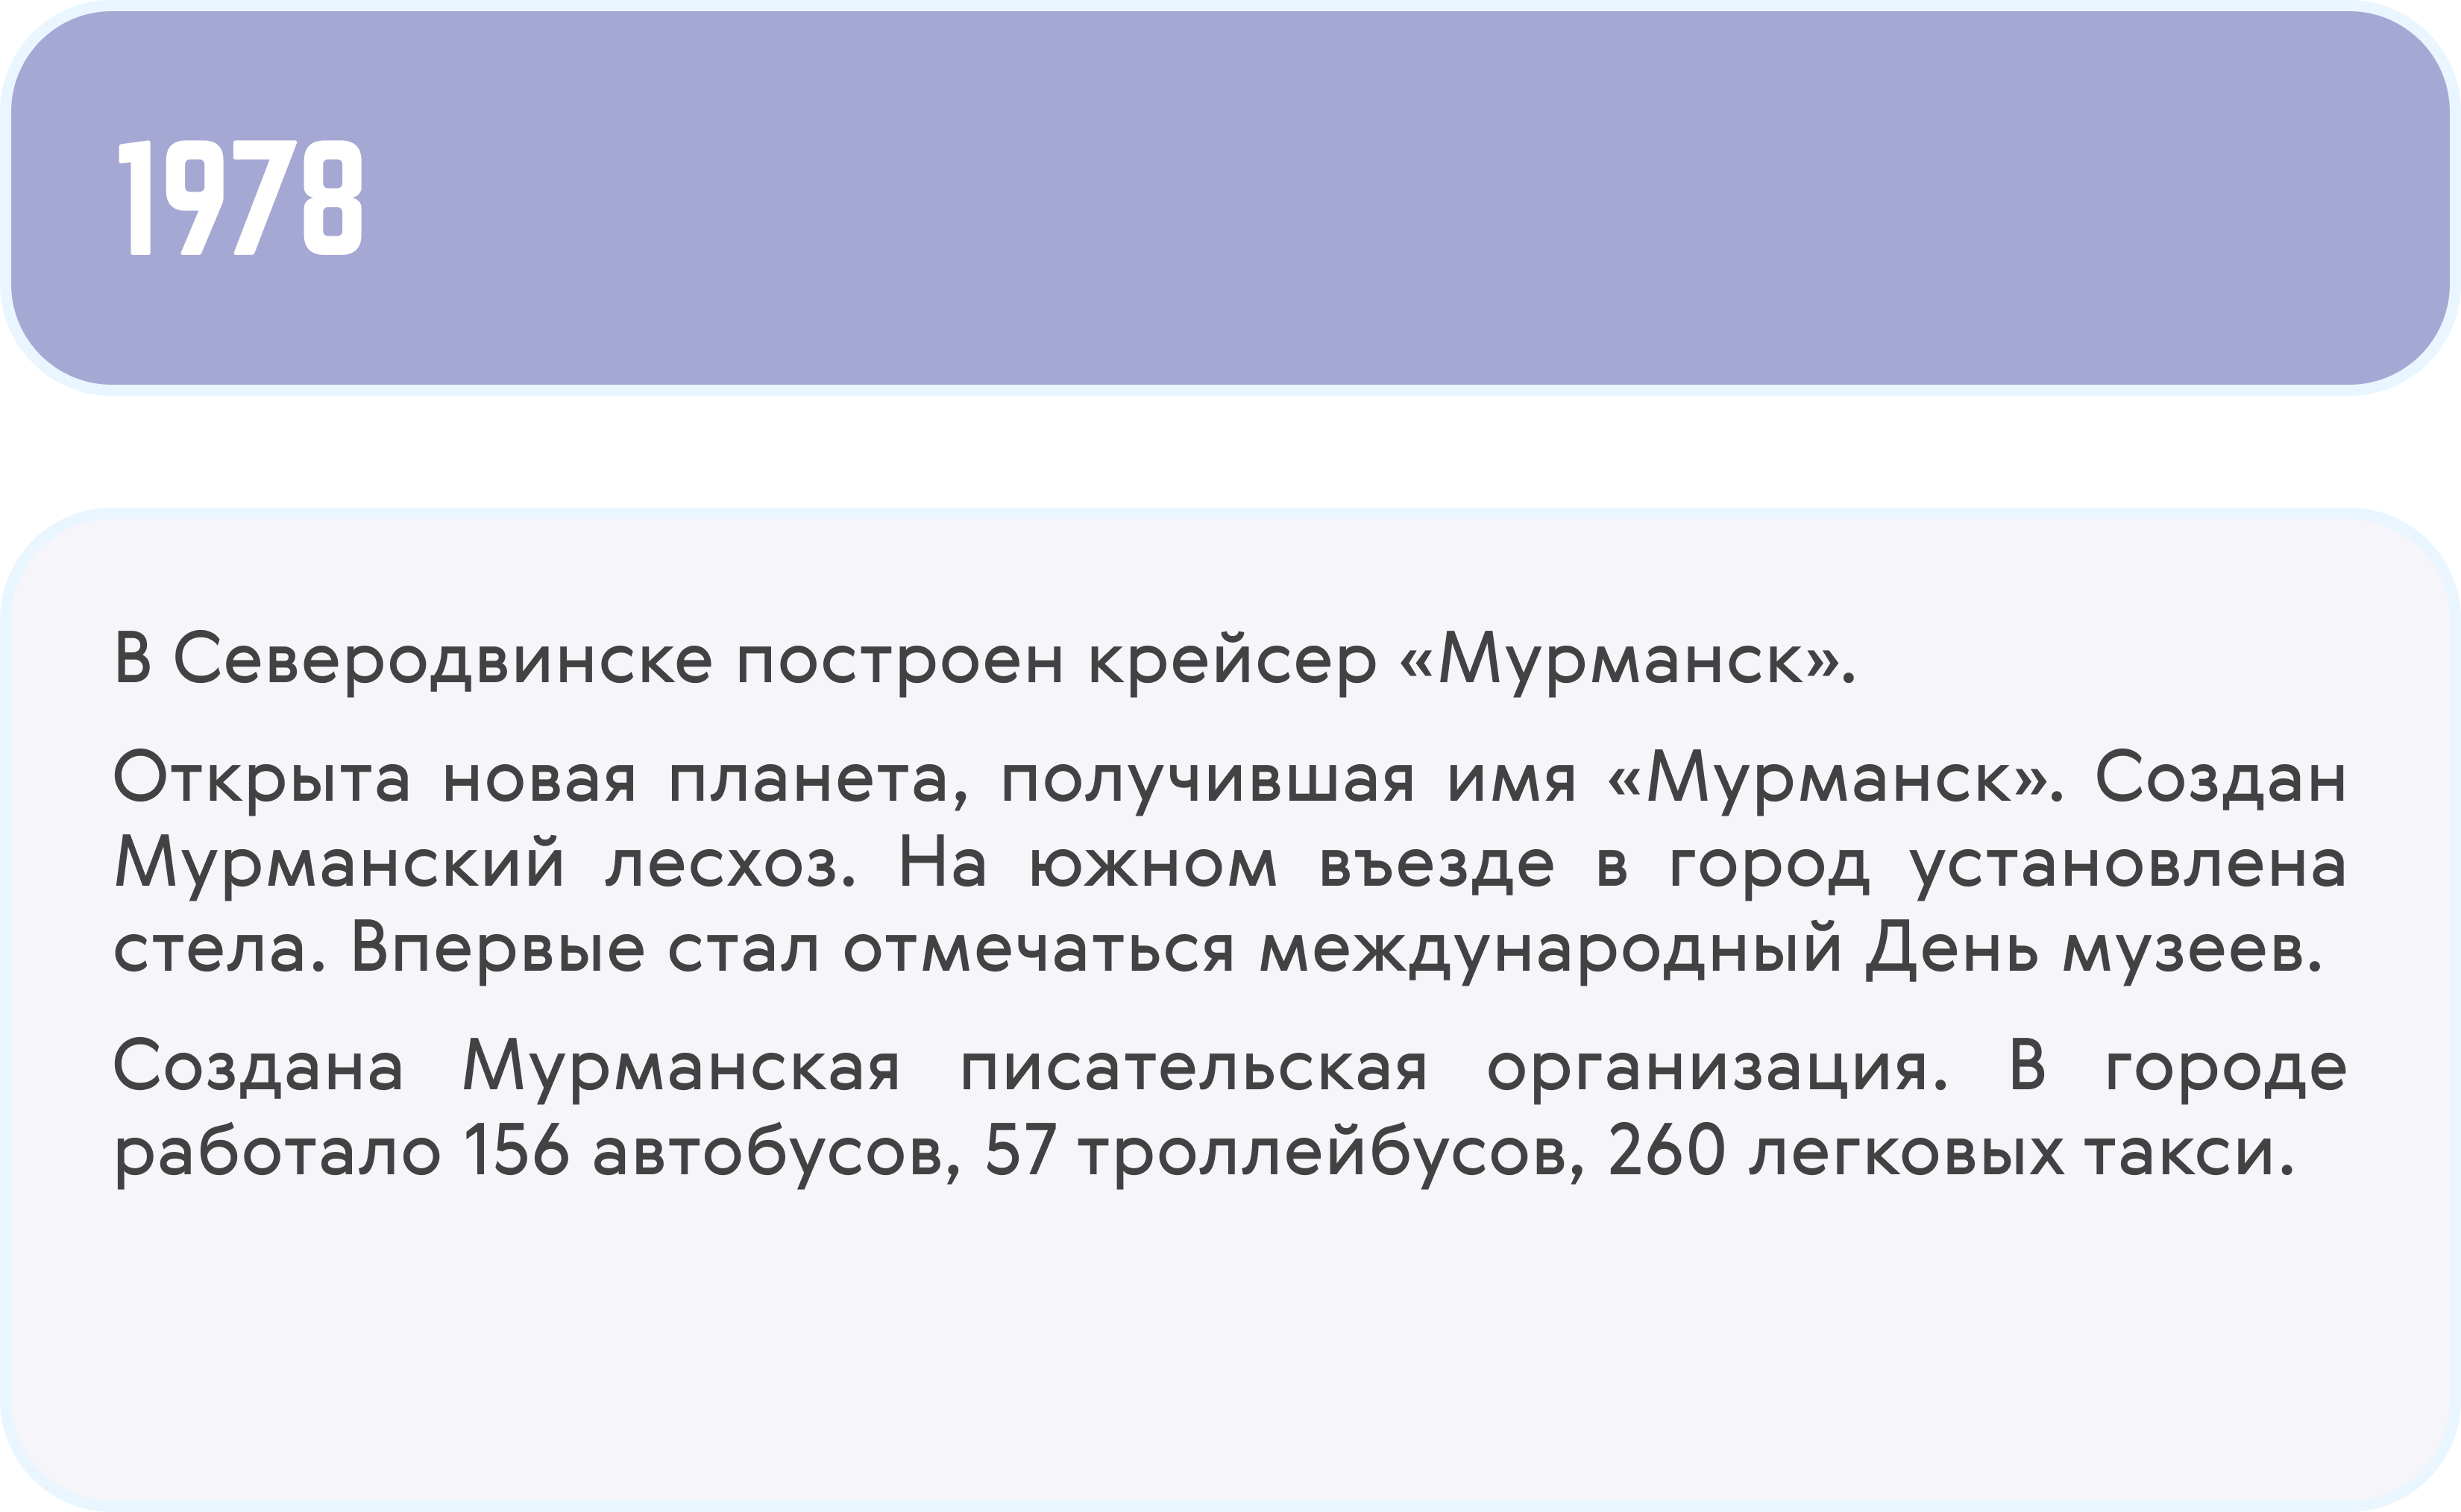 1978
В Северодвинске построен крейсер «Мурманск».
Открыта новая планета, получившая имя «Мурманск». Создан
Мурманский лесхоз. На южном въезде в город установлена
стела. Впервые стал отмечаться международный День музеев.
Создана Мурманская писательская организация. В городе
работало 156 автобусов, 57 троллейбусов, 260 легковых такси.